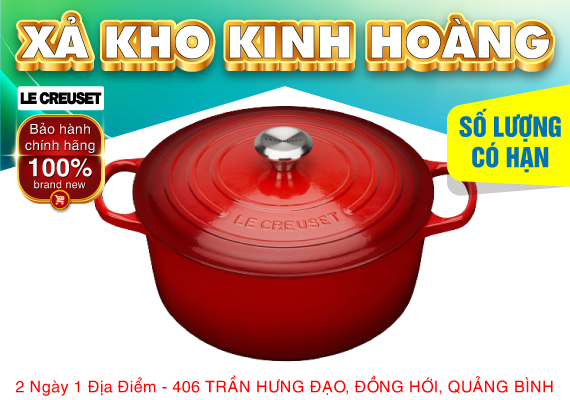 XẢ KHO KINH HOÀNG
LE CREUSET
Bảo hành
chính hãng
100%
brand new
SỐ LƯỢNG
CÓ HẠN
LE CREUSET
2 Ngày 1 Địa Điểm - 406 TRẦN HƯNG ĐẠO, ĐỒNG HỚI, QUẢNG BÌNH